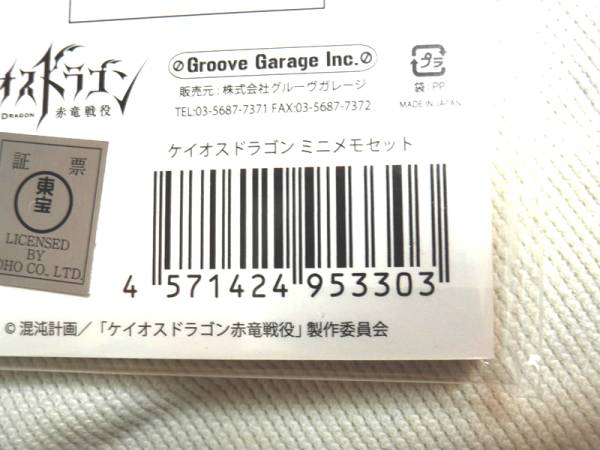 オスドラゴン
DRAGON 赤竜戦役
Groove Garage Inc.
販売元:株式会社グルーヴガレージ
TEL:03-5687-7371 FAX:03-5687-7372
プラ
袋:PP
MADE IN JAPAN
証 票
東宝
LICENSED
BY
OHO CO., LTD.
ケイオスドラゴン ミニメモセット
4 571424 953303
© 混沌計画/「ケイオスドラゴン赤竜戦役」製作委員会